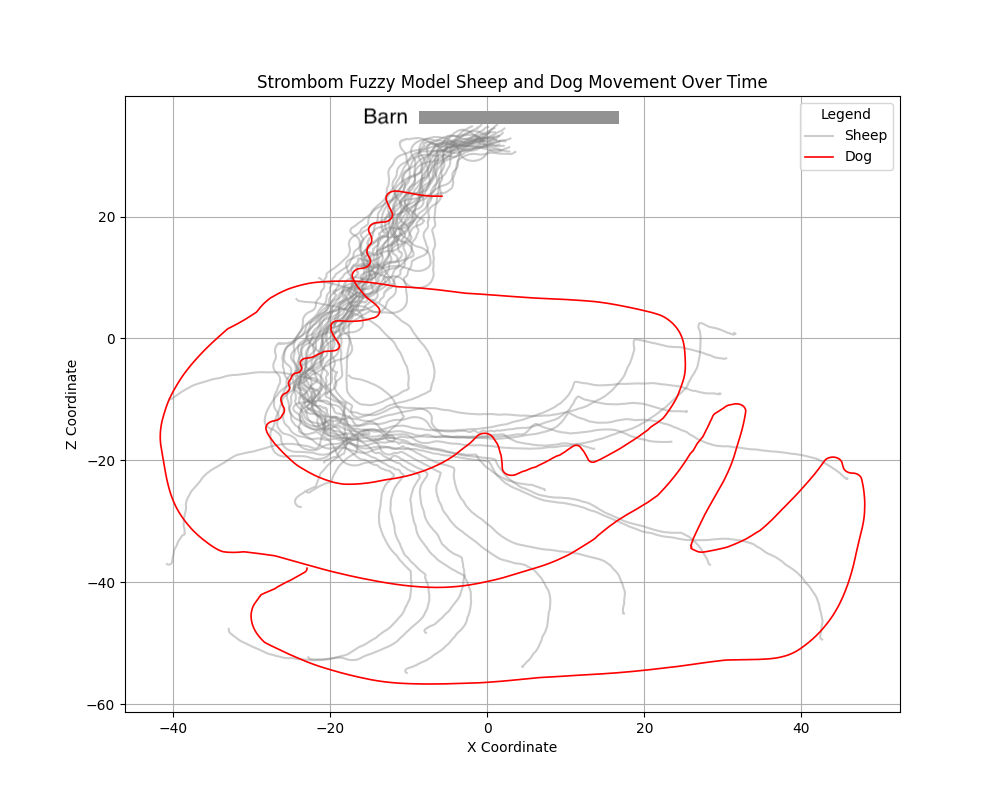 Strombom Fuzzy Model Sheep and Dog Movement Over Time
Barn
Legend
Sheep
Dog
20
0
−20
−40
−60
Z Coordinate
−40
−20
0
20
40
X Coordinate